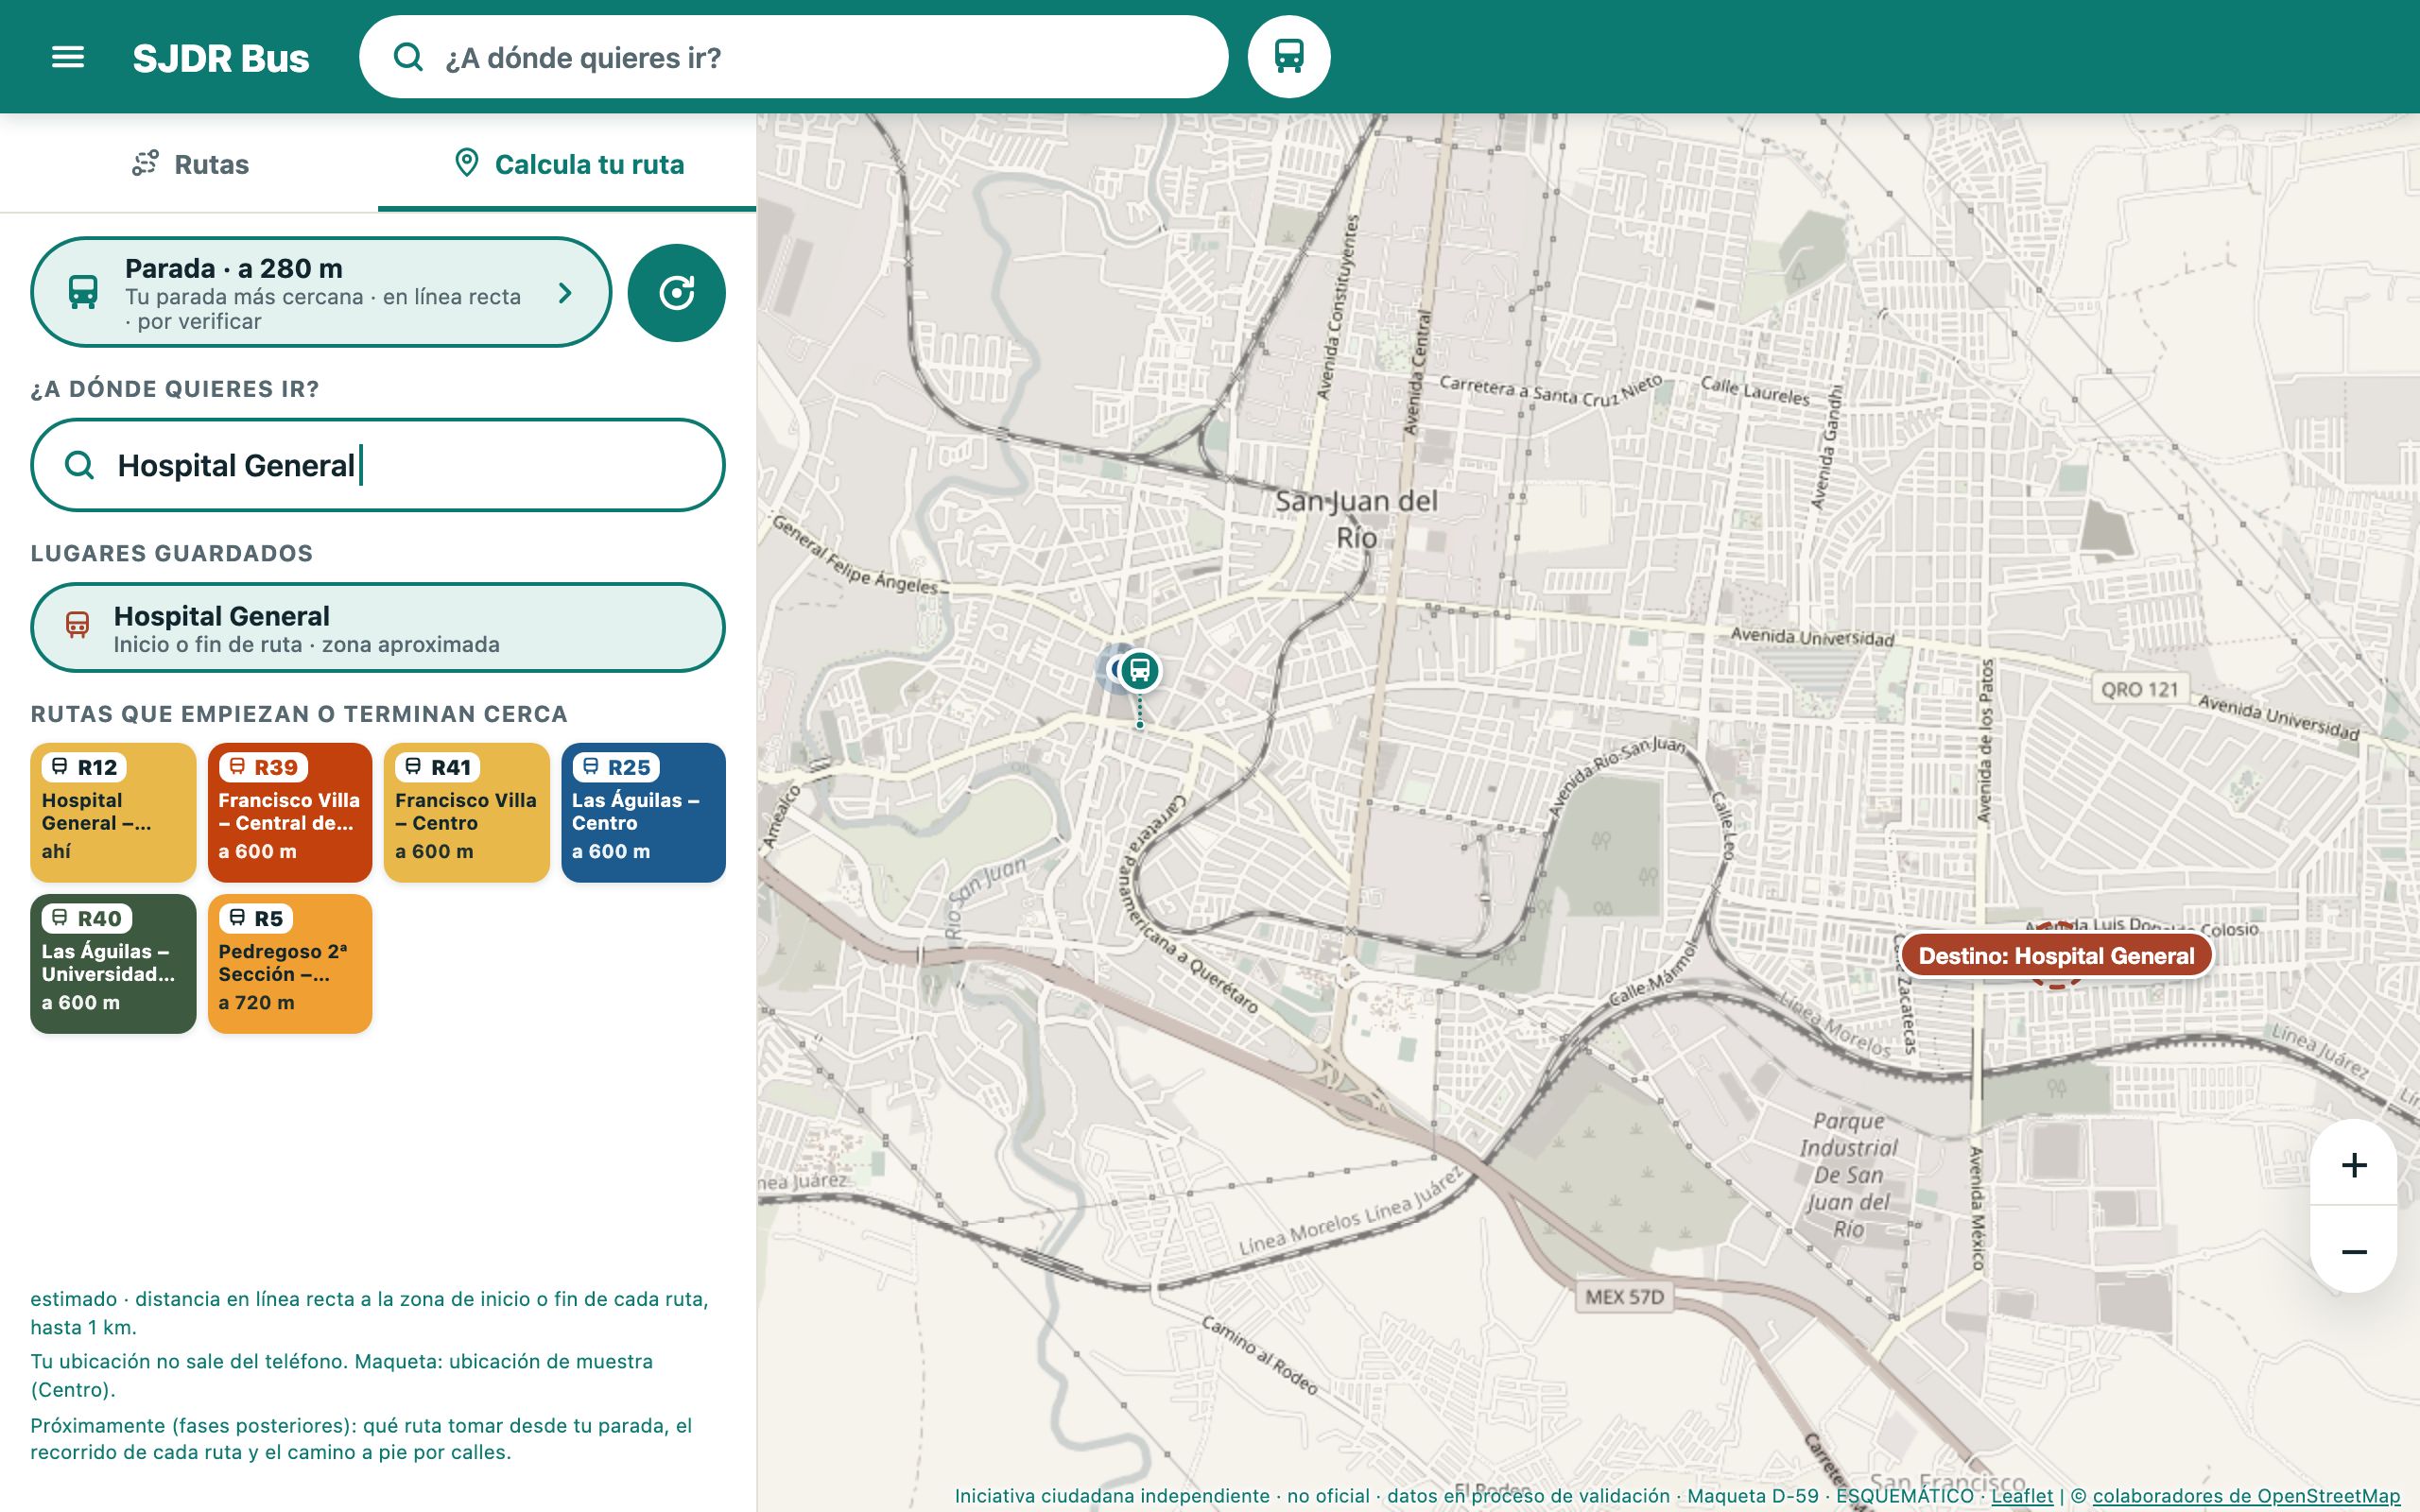 SJDR Bus
¿A dónde quieres ir?
Rutas
Calcula tu ruta
Parada · a 280 m
Tu parada más cercana · en línea recta
· por verificar
¿A DÓNDE QUIERES IR?
Hospital General
LUGARES GUARDADOS
Hospital General
Inicio o fin de ruta · zona aproximada
RUTAS QUE EMPIEZAN O TERMINAN CERCA
R12
Hospital
General –...
ahí
R39
Francisco Villa
– Central de...
a 600 m
R41
Francisco Villa
– Centro
a 600 m
R25
Las Águilas –
Centro
a 600 m
R40
Las Águilas –
Universidad...
a 600 m
R5
Pedregoso 2ª
Sección –...
a 720 m
estimado · distancia en línea recta a la zona de inicio o fin de cada ruta,
hasta 1 km.
Tu ubicación no sale del teléfono. Maqueta: ubicación de muestra
(Centro).
Próximamente (fases posteriores): qué ruta tomar desde tu parada, el
recorrido de cada ruta y el camino a pie por calles.
Avenida Constituyentes
Avenida Central
Carretera a Santa Cruz Nieto
Calle Laureles
Avenida Gandhi
San Juan del
Río
General Felipe Ángeles
Avenida Universidad
QRO 121
Avenida Universidad
Avenida de los Patos
Avenida Río San Juan
Calle Leo
Amealco
Carretera Panamericana a Querétaro
Río San Juan
Avenida Luis Colosio
Destino: Hospital General
Zacatecas
Calle Mármol
Línea Morelos
Línea Juárez
Parque
Industrial
De San
Juan del
Río
Avenida México
nea Juárez
Línea Morelos Línea Juárez
MEX 57D
Camino al Rodeo
El Rodeo
San Francisco
+
−
Iniciativa ciudadana independiente · no oficial · datos en proceso de validación · Maqueta D-59 · ESQUEMÁTICO · Leaflet | © colaboradores de OpenStreetMap